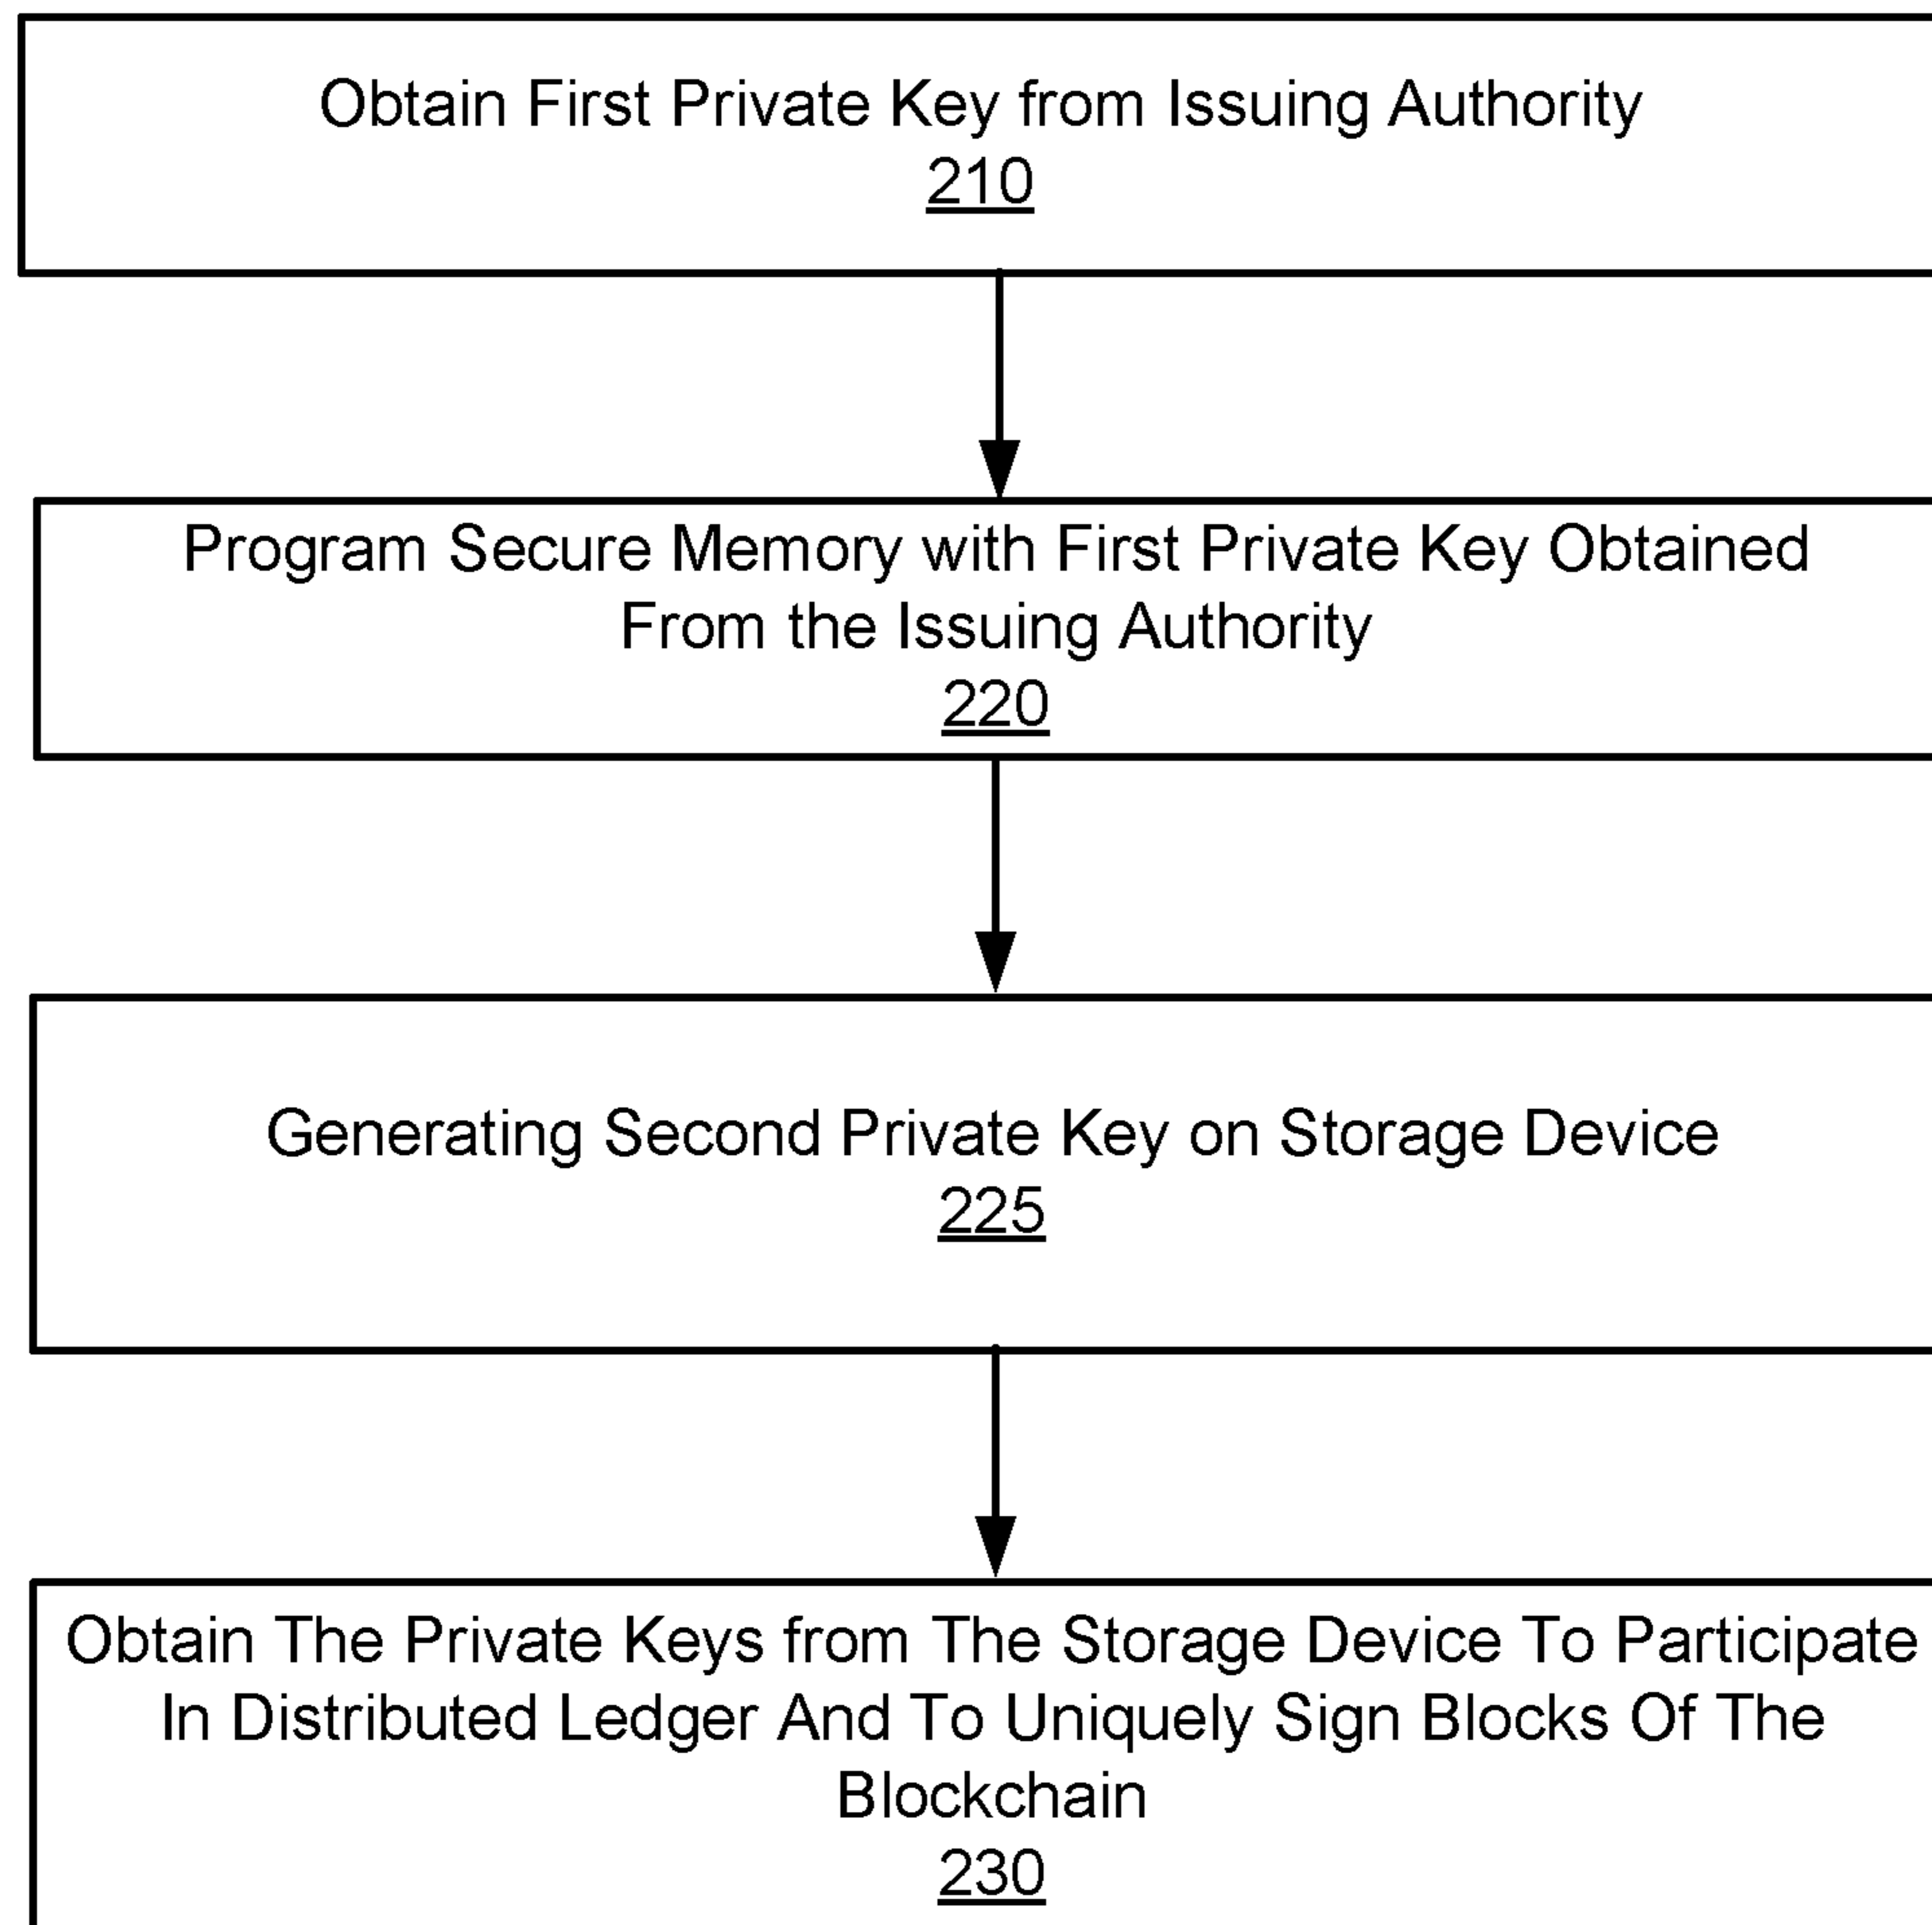 Obtain First Private Key from Issuing Authority
210
Program Secure Memory with First Private Key Obtained
From the Issuing Authority
220
Generating Second Private Key on Storage Device
225
Obtain The Private Keys from The Storage Device To Participate
In Distributed Ledger And To Uniquely Sign Blocks Of The
Blockchain
230